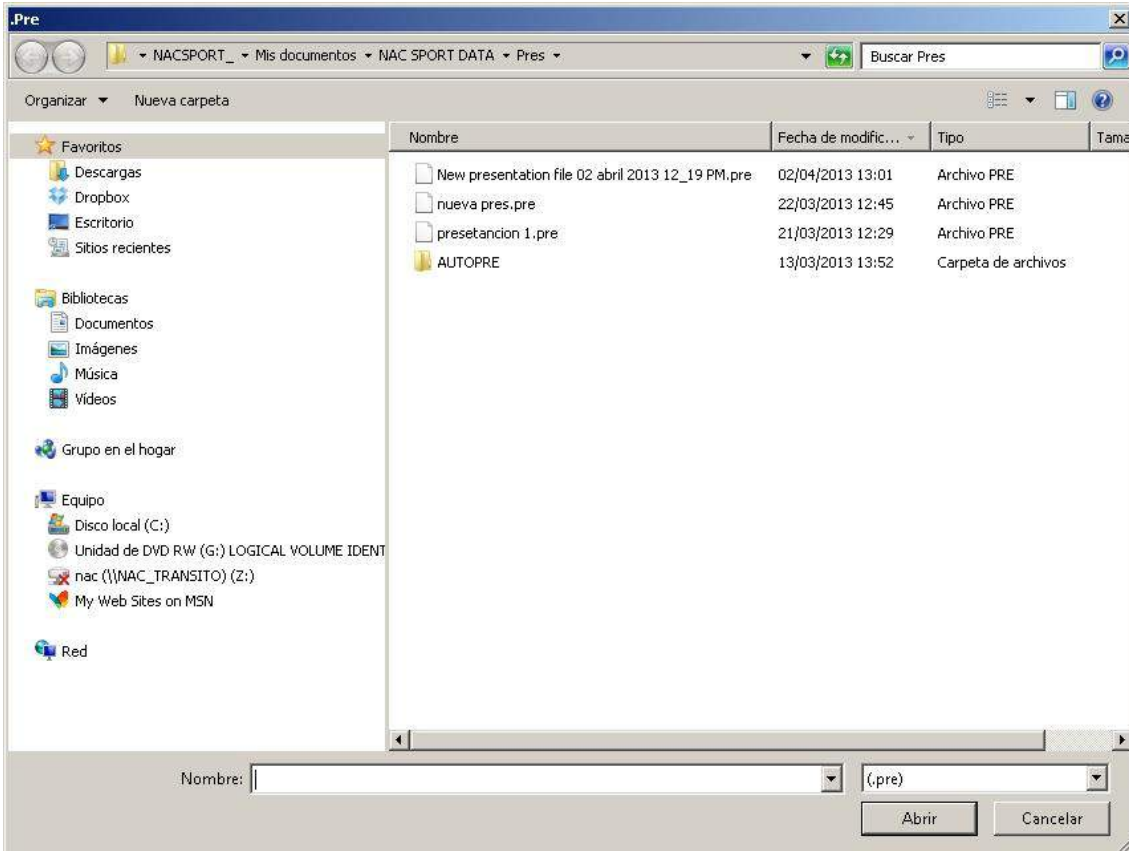 .Pre
NACSPORT_ Mis documentos NAC SPORT DATA Pres
Buscar Pres
Organizar Nueva carpeta
Favoritos
Descargas
Dropbox
Escritorio
Sitios recientes
Bibliotecas
Documentos
Imágenes
Música
Vídeos
Grupo en el hogar
Equipo
Disco local (C:)
Unidad de DVD RW (G:) LOGICAL VOLUME IDENT
nac (\\NAC_TRANSITO) (Z:)
My Web Sites on MSN
Red
Nombre Fecha de modific... Tipo Tama
New presentation file 02 abril 2013 12_19 PM.pre 02/04/2013 13:01 Archivo PRE
nueva pres.pre 22/03/2013 12:45 Archivo PRE
presetancion 1.pre 21/03/2013 12:29 Archivo PRE
AUTOPRE 13/03/2013 13:52 Carpeta de archivos
Nombre: (.pre)
Abrir Cancelar